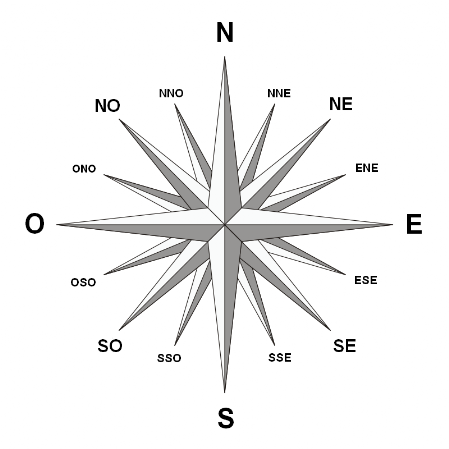 N
NNO NNE
NO NE
ONO ENE
O E
OSO ESE
SO SE
SSO SSE
S